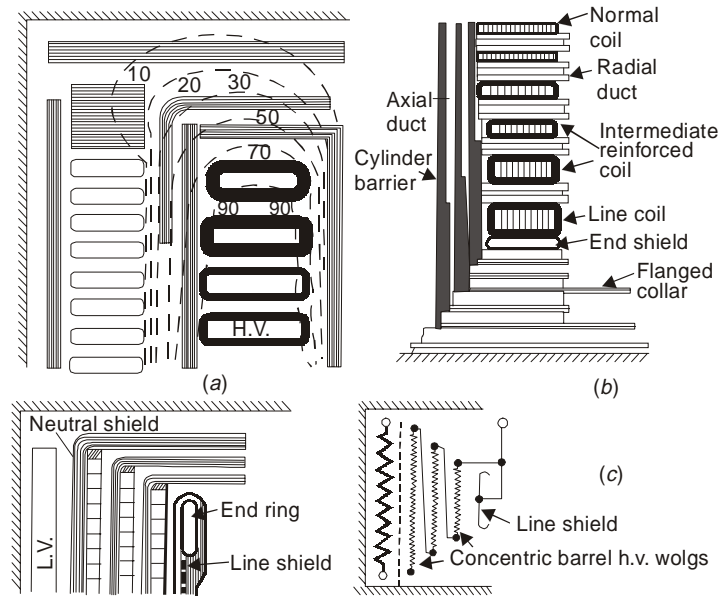 10
20
30
50
70
90
90
H.V.
(a)
Normal
coil
Radial
duct
Axial
duct
Intermediate
reinforced
coil
Cylinder
barrier
Line coil
End shield
Flanged
collar
(b)
Neutral shield
L.V.
End ring
Line shield
(c)
Line shield
Concentric barrel h.v. wolgs